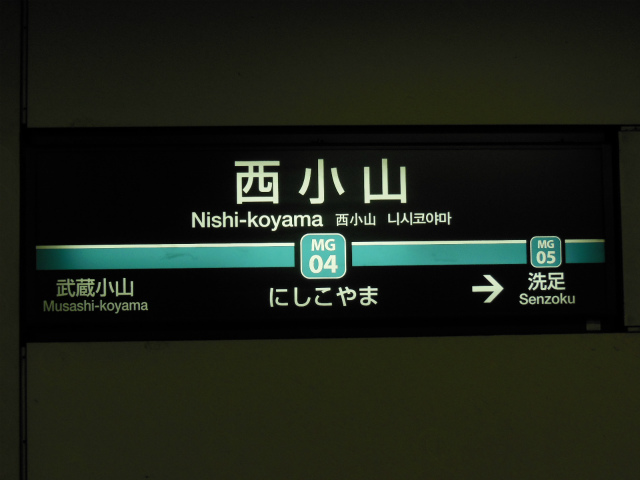 西小山
Nishi-koyama 西小山 니시코야마
MG 04
MG 05
武蔵小山
Musashi-koyama
にしこやま
→ 洗足
Senzoku